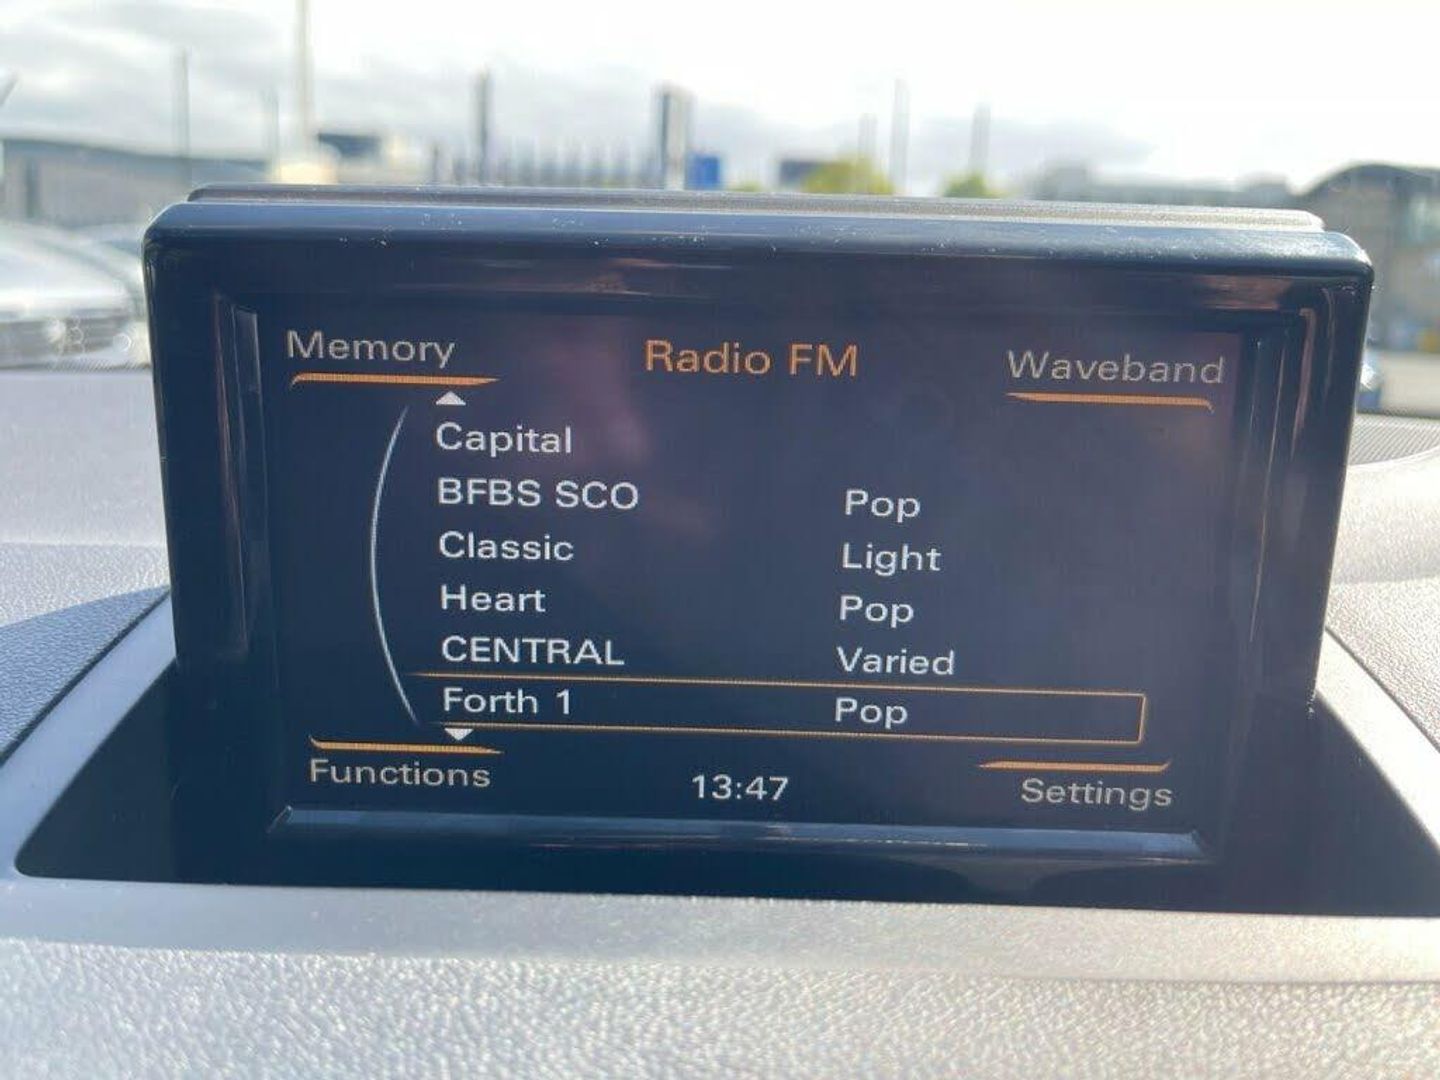 Memory Radio FM Waveband
Capital
BFBS SCO Pop
Classic Light
Heart Pop
CENTRAL Varied
Forth 1 Pop
Functions 13:47 Settings